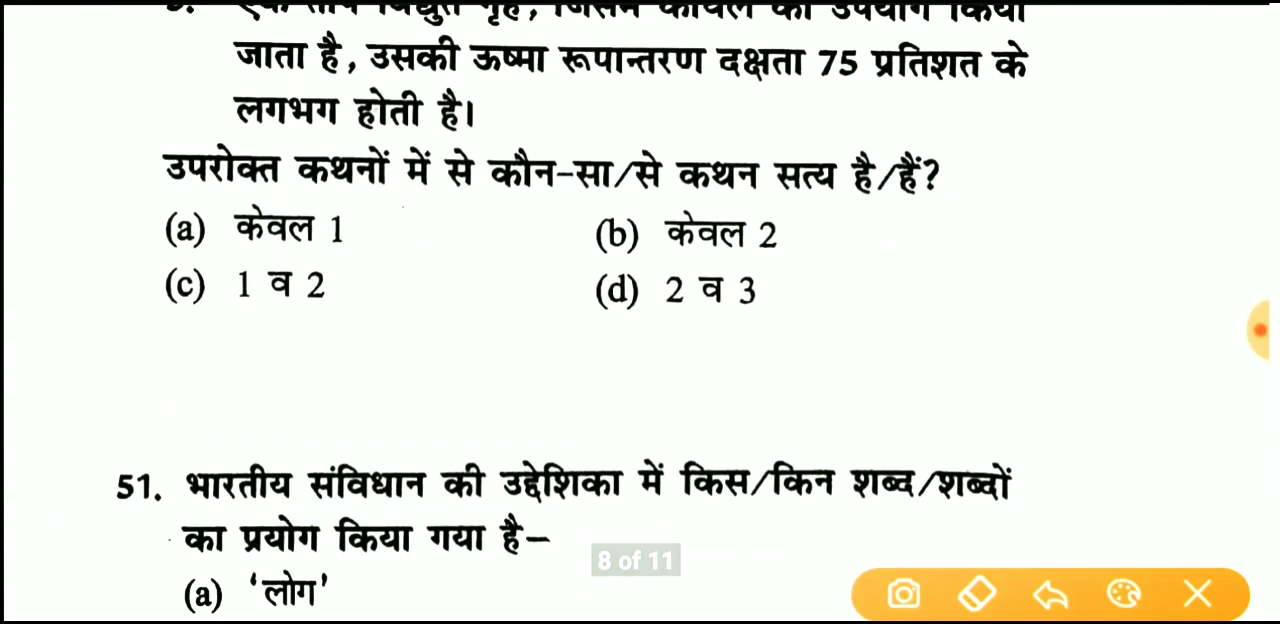 जाता है, उसकी ऊष्मा रूपान्तरण दक्षता 75 प्रतिशत के
लगभग होती है।
उपरोक्त कथनों में से कौन-सा/से कथन सत्य है/हैं?
(a) केवल 1 (b) केवल 2
(c) 1 व 2 (d) 2 व 3
51. भारतीय संविधान की उद्देशिका में किस/किन शब्द/शब्दों
का प्रयोग किया गया है–
8 of 11
(a) ‘लोग’